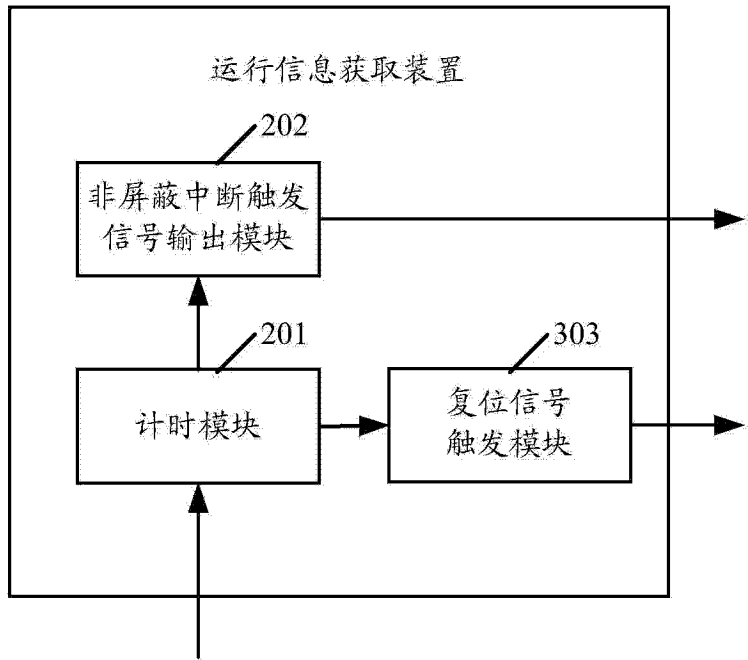 运行信息获取装置
202
非屏蔽中断触发
信号输出模块
201
303
计时模块
复位信号
触发模块